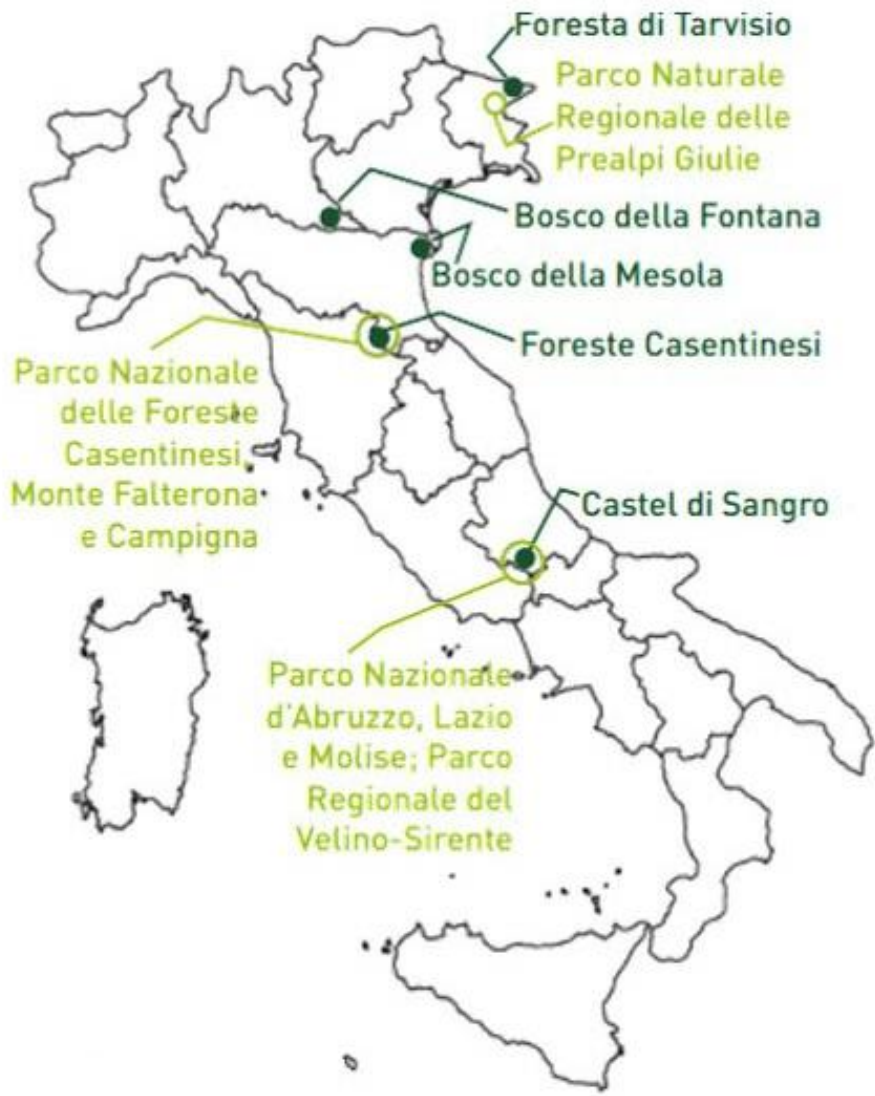 Foresta di Tarvisio
Parco Naturale
Regionale delle
Prealpi Giulie
Bosco della Fontana
Bosco della Mesola
Foreste Casentinesi
Parco Nazionale
delle Foreste
Casentinesi,
Monte Falterona
e Campigna
Castel di Sangro
Parco Nazionale
d'Abruzzo, Lazio
e Molise; Parco
Regionale del
Velino-Sirente